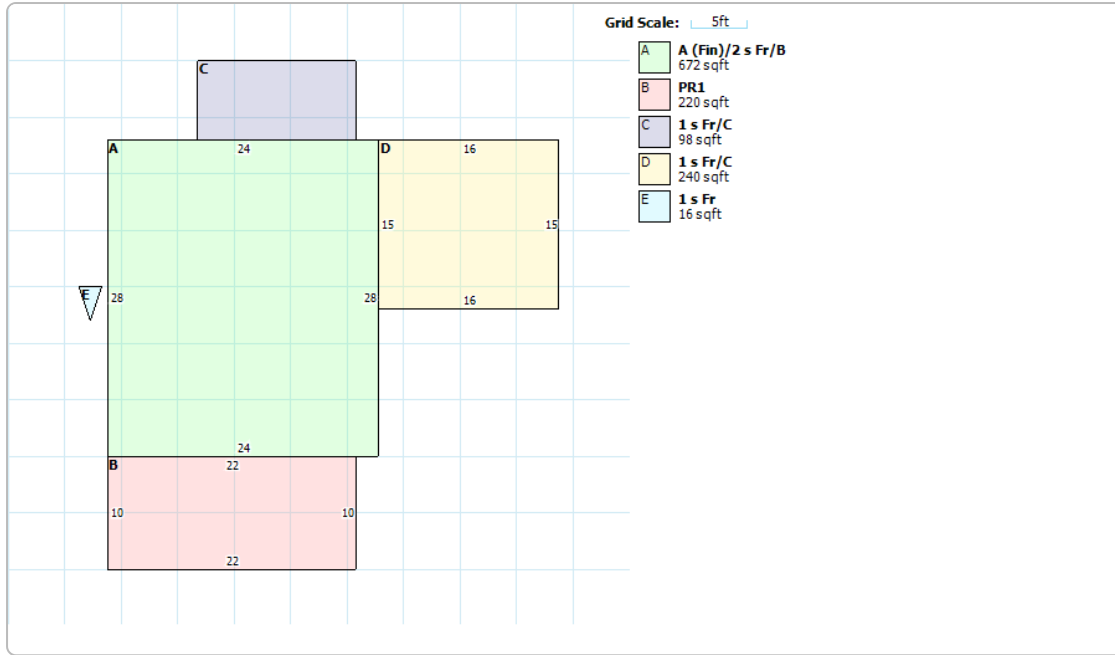 Grid Scale: 5ft
A A (Fin)/2 s Fr/B
672 sqft
B PR1
220 sqft
C 1 s Fr/C
98 sqft
D 1 s Fr/C
240 sqft
E 1 s Fr
16 sqft
C
A 24 D 16
15 15
E 28 28 16
24
B 22
10 10
22